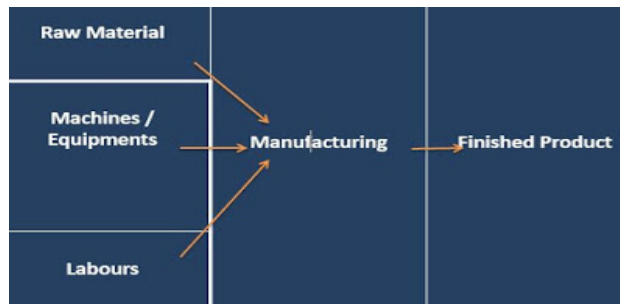 Raw Material
Machines /
Equipments
Manufacturing
Finished Product
Labours